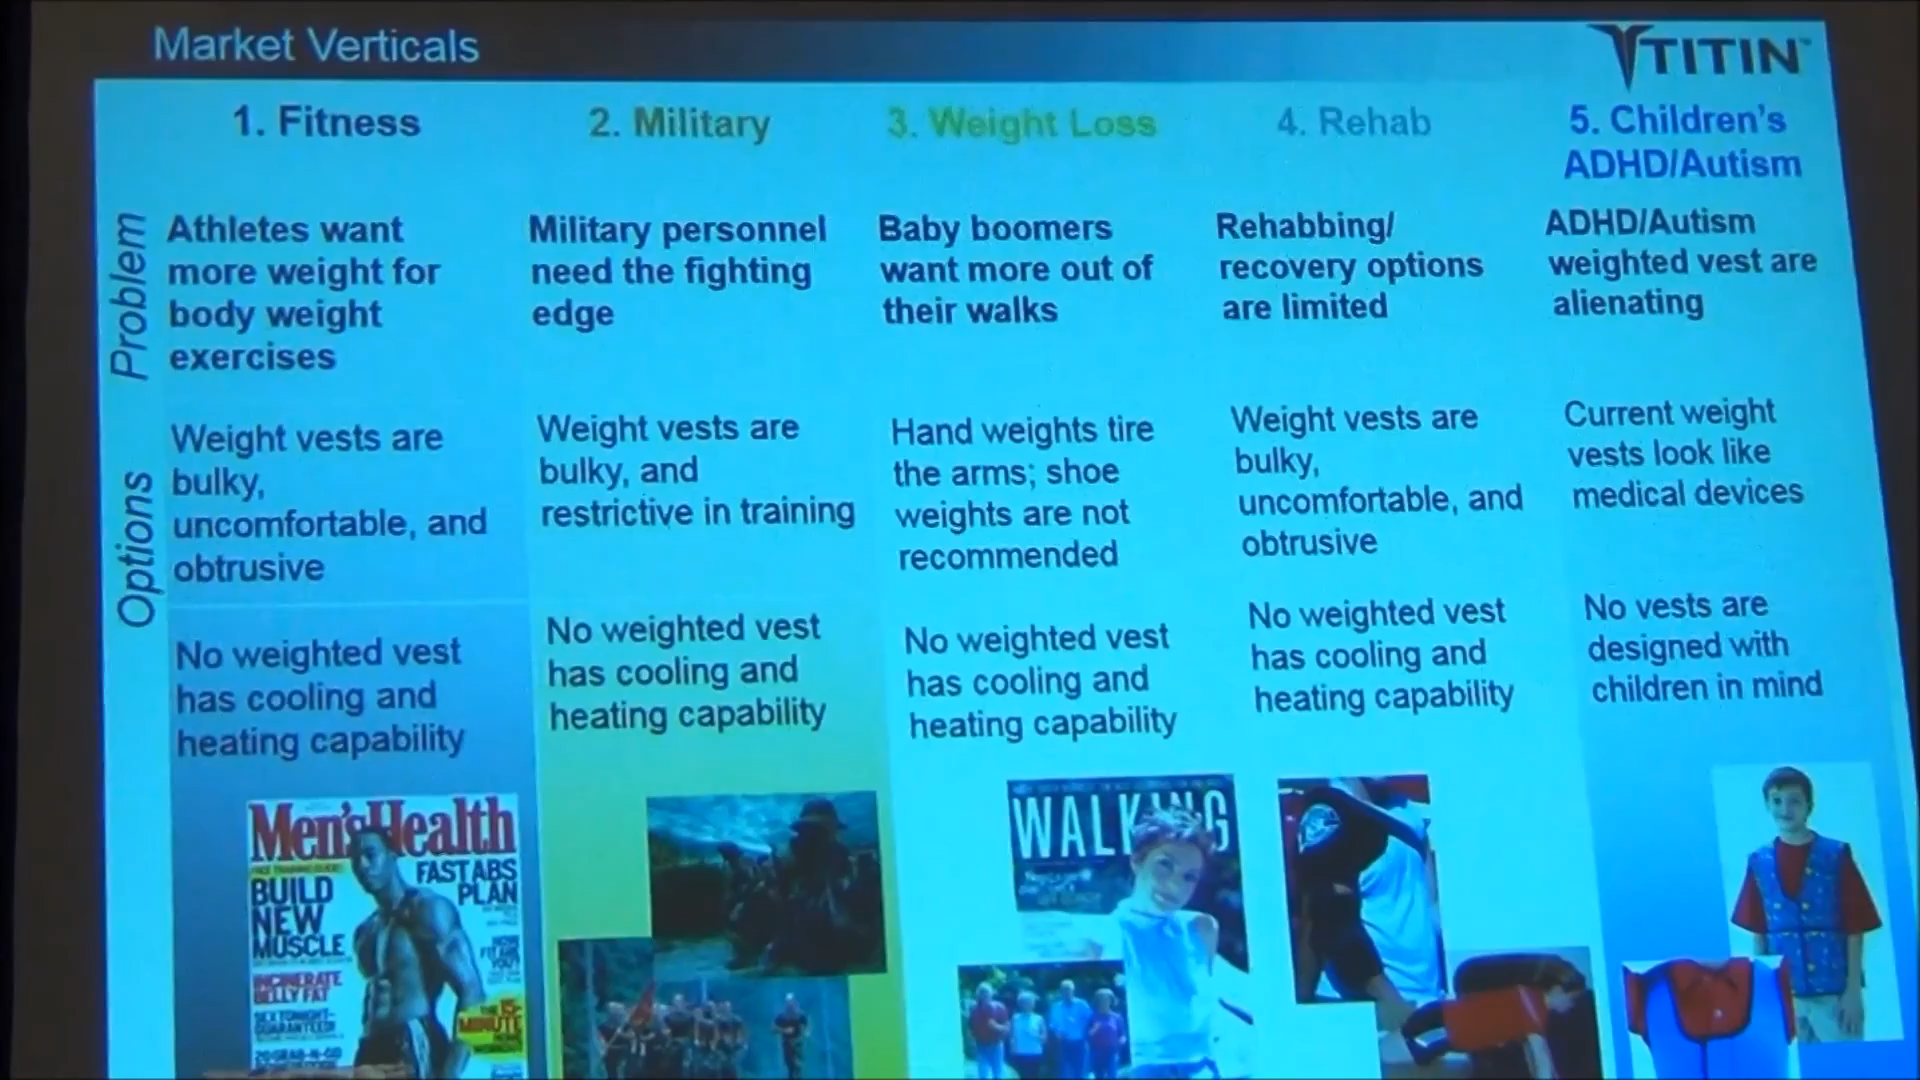 Market Verticals
TITIN™
1. Fitness
2. Military
3. Weight Loss
4. Rehab
5. Children's
ADHD/Autism
Problem
Athletes want
more weight for
body weight
exercises
Military personnel
need the fighting
edge
Baby boomers
want more out of
their walks
Rehabbing/
recovery options
are limited
ADHD/Autism
weighted vest are
alienating
Options
Weight vests are
bulky,
uncomfortable, and
obtrusive
Weight vests are
bulky, and
restrictive in training
Hand weights tire
the arms; shoe
weights are not
recommended
Weight vests are
bulky,
uncomfortable, and
obtrusive
Current weight
vests look like
medical devices
No weighted vest
has cooling and
heating capability
No weighted vest
has cooling and
heating capability
No weighted vest
has cooling and
heating capability
No weighted vest
has cooling and
heating capability
No vests are
designed with
children in mind
Men'sHealth
BUILD
NEW
MUSCLE
INCINERATE
BELLY FAT
FAST ABS
PLAN
MINUTE
WALKING